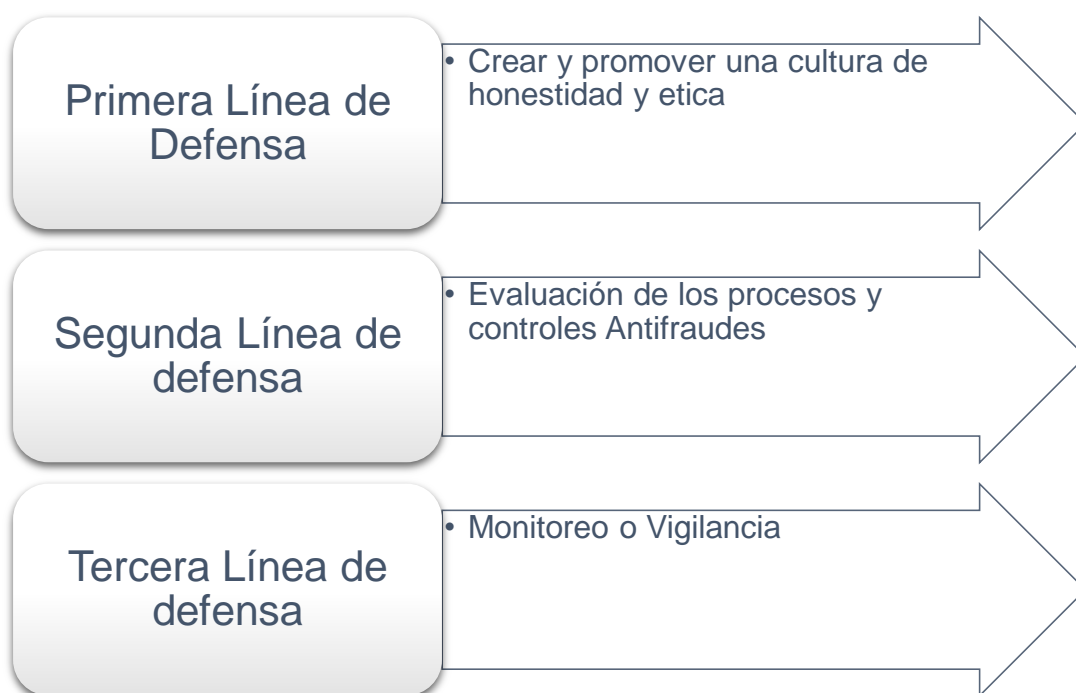 Primera Línea de
Defensa
• Crear y promover una cultura de
honestidad y etica
Segunda Línea de
defensa
• Evaluación de los procesos y
controles Antifraudes
Tercera Línea de
defensa
• Monitoreo o Vigilancia